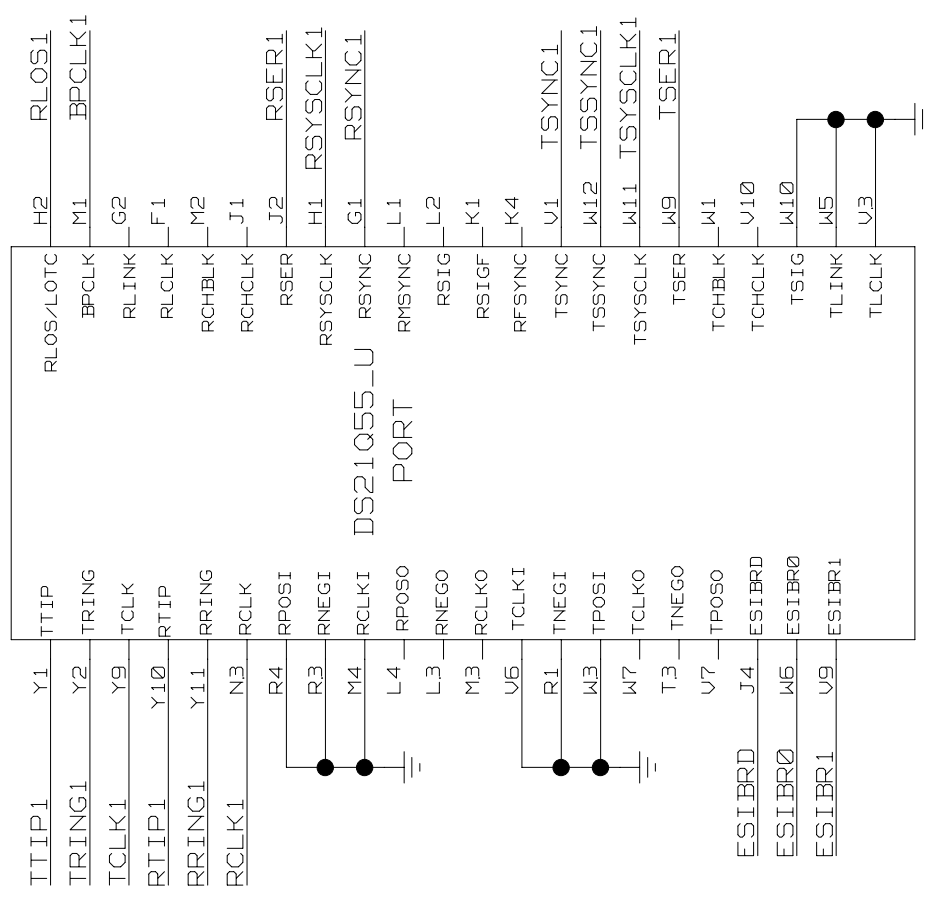 RLOS1
BPCLK1
RSER1
RSYSCLK1
RSYNC1
TSYNC1
TSSYNC1
TSYSCLK1
TSER1
H2
M1
G2
F1
M2
J1
J2
H1
G1
L1
L2
K1
K4
V1
W12
W11
W9
W1
V10
W10
W5
V3
RLOS/LOTC
BPCLK
RLINK
RLCLK
RCHBLK
RCHCLK
RSER
RSYSCLK
RSYNC
RMSYNC
RSIG
RSIGF
RFSYNC
TSYNC
TSSYNC
TSYSCLK
TSER
TCHBLK
TCHCLK
TSIG
TLINK
TLCLK
DS21Q55_U
PORT
TTIP
TRING
TCLK
RTIP
RRING
RCLK
RPOSI
RNEGI
RCLKI
RPOSO
RNEGO
RCLKO
TCLKI
TNEGI
TPOSI
TCLKO
TNEGO
TPOSO
ESIBRD
ESIBR0
ESIBR1
Y1
Y2
Y9
Y10
Y11
N3
R4
R3
M4
L4
L3
M3
V6
R1
W3
W7
T3
V7
J4
W6
V9
TTIP1
TRING1
TCLK1
RTIP1
RRING1
RCLK1
ESIBRD
ESIBR0
ESIBR1